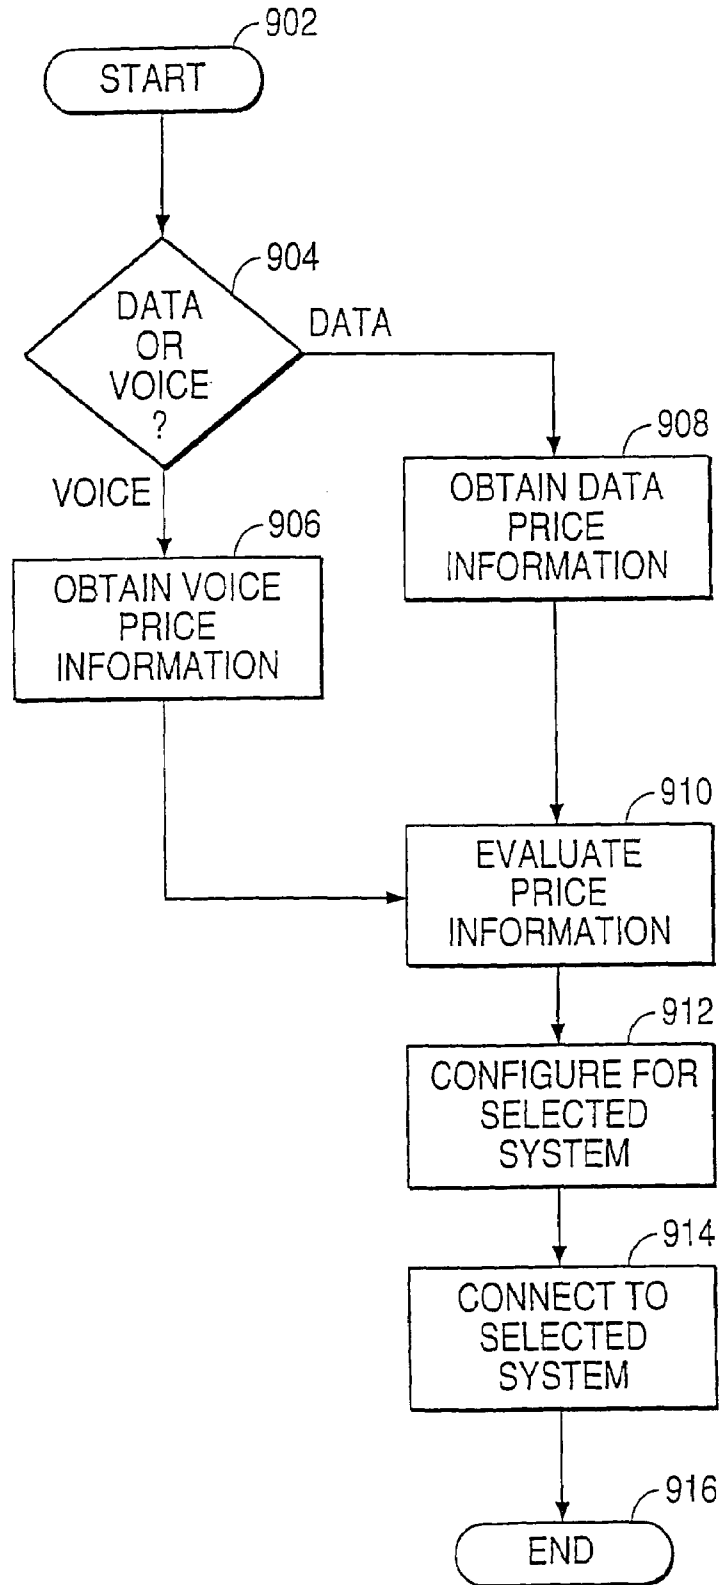 902
START
904
DATA
OR
VOICE
?
DATA
VOICE
908
OBTAIN DATA
PRICE
INFORMATION
906
OBTAIN VOICE
PRICE
INFORMATION
910
EVALUATE
PRICE
INFORMATION
912
CONFIGURE FOR
SELECTED
SYSTEM
914
CONNECT TO
SELECTED
SYSTEM
916
END